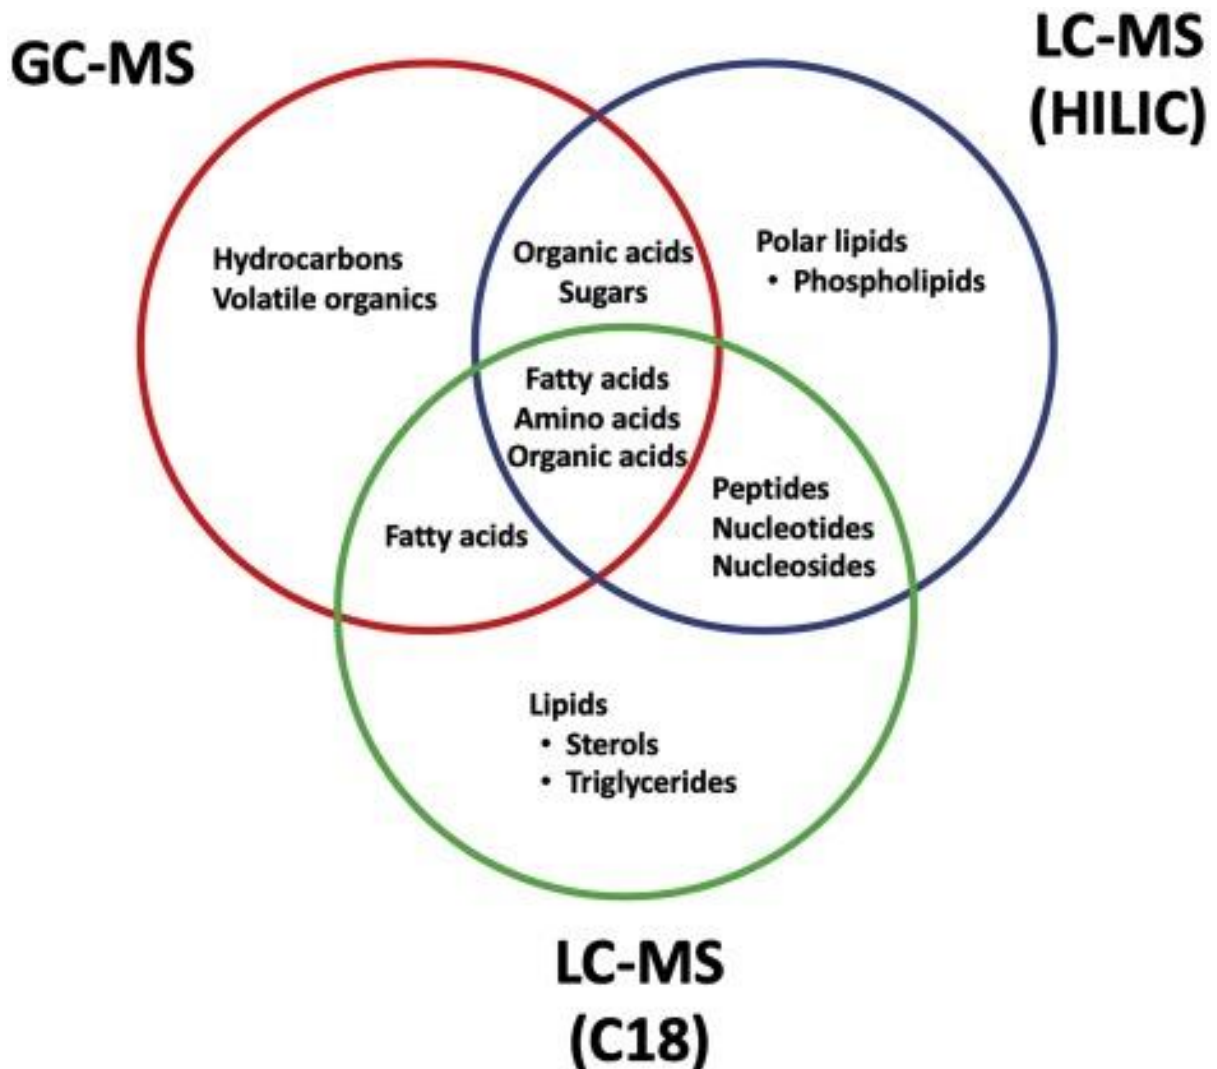 GC-MS
LC-MS
(HILIC)
Hydrocarbons
Volatile organics
Organic acids
Sugars
Polar lipids
• Phospholipids
Fatty acids
Amino acids
Organic acids
Fatty acids
Peptides
Nucleotides
Nucleosides
Lipids
• Sterols
• Triglycerides
LC-MS
(C18)